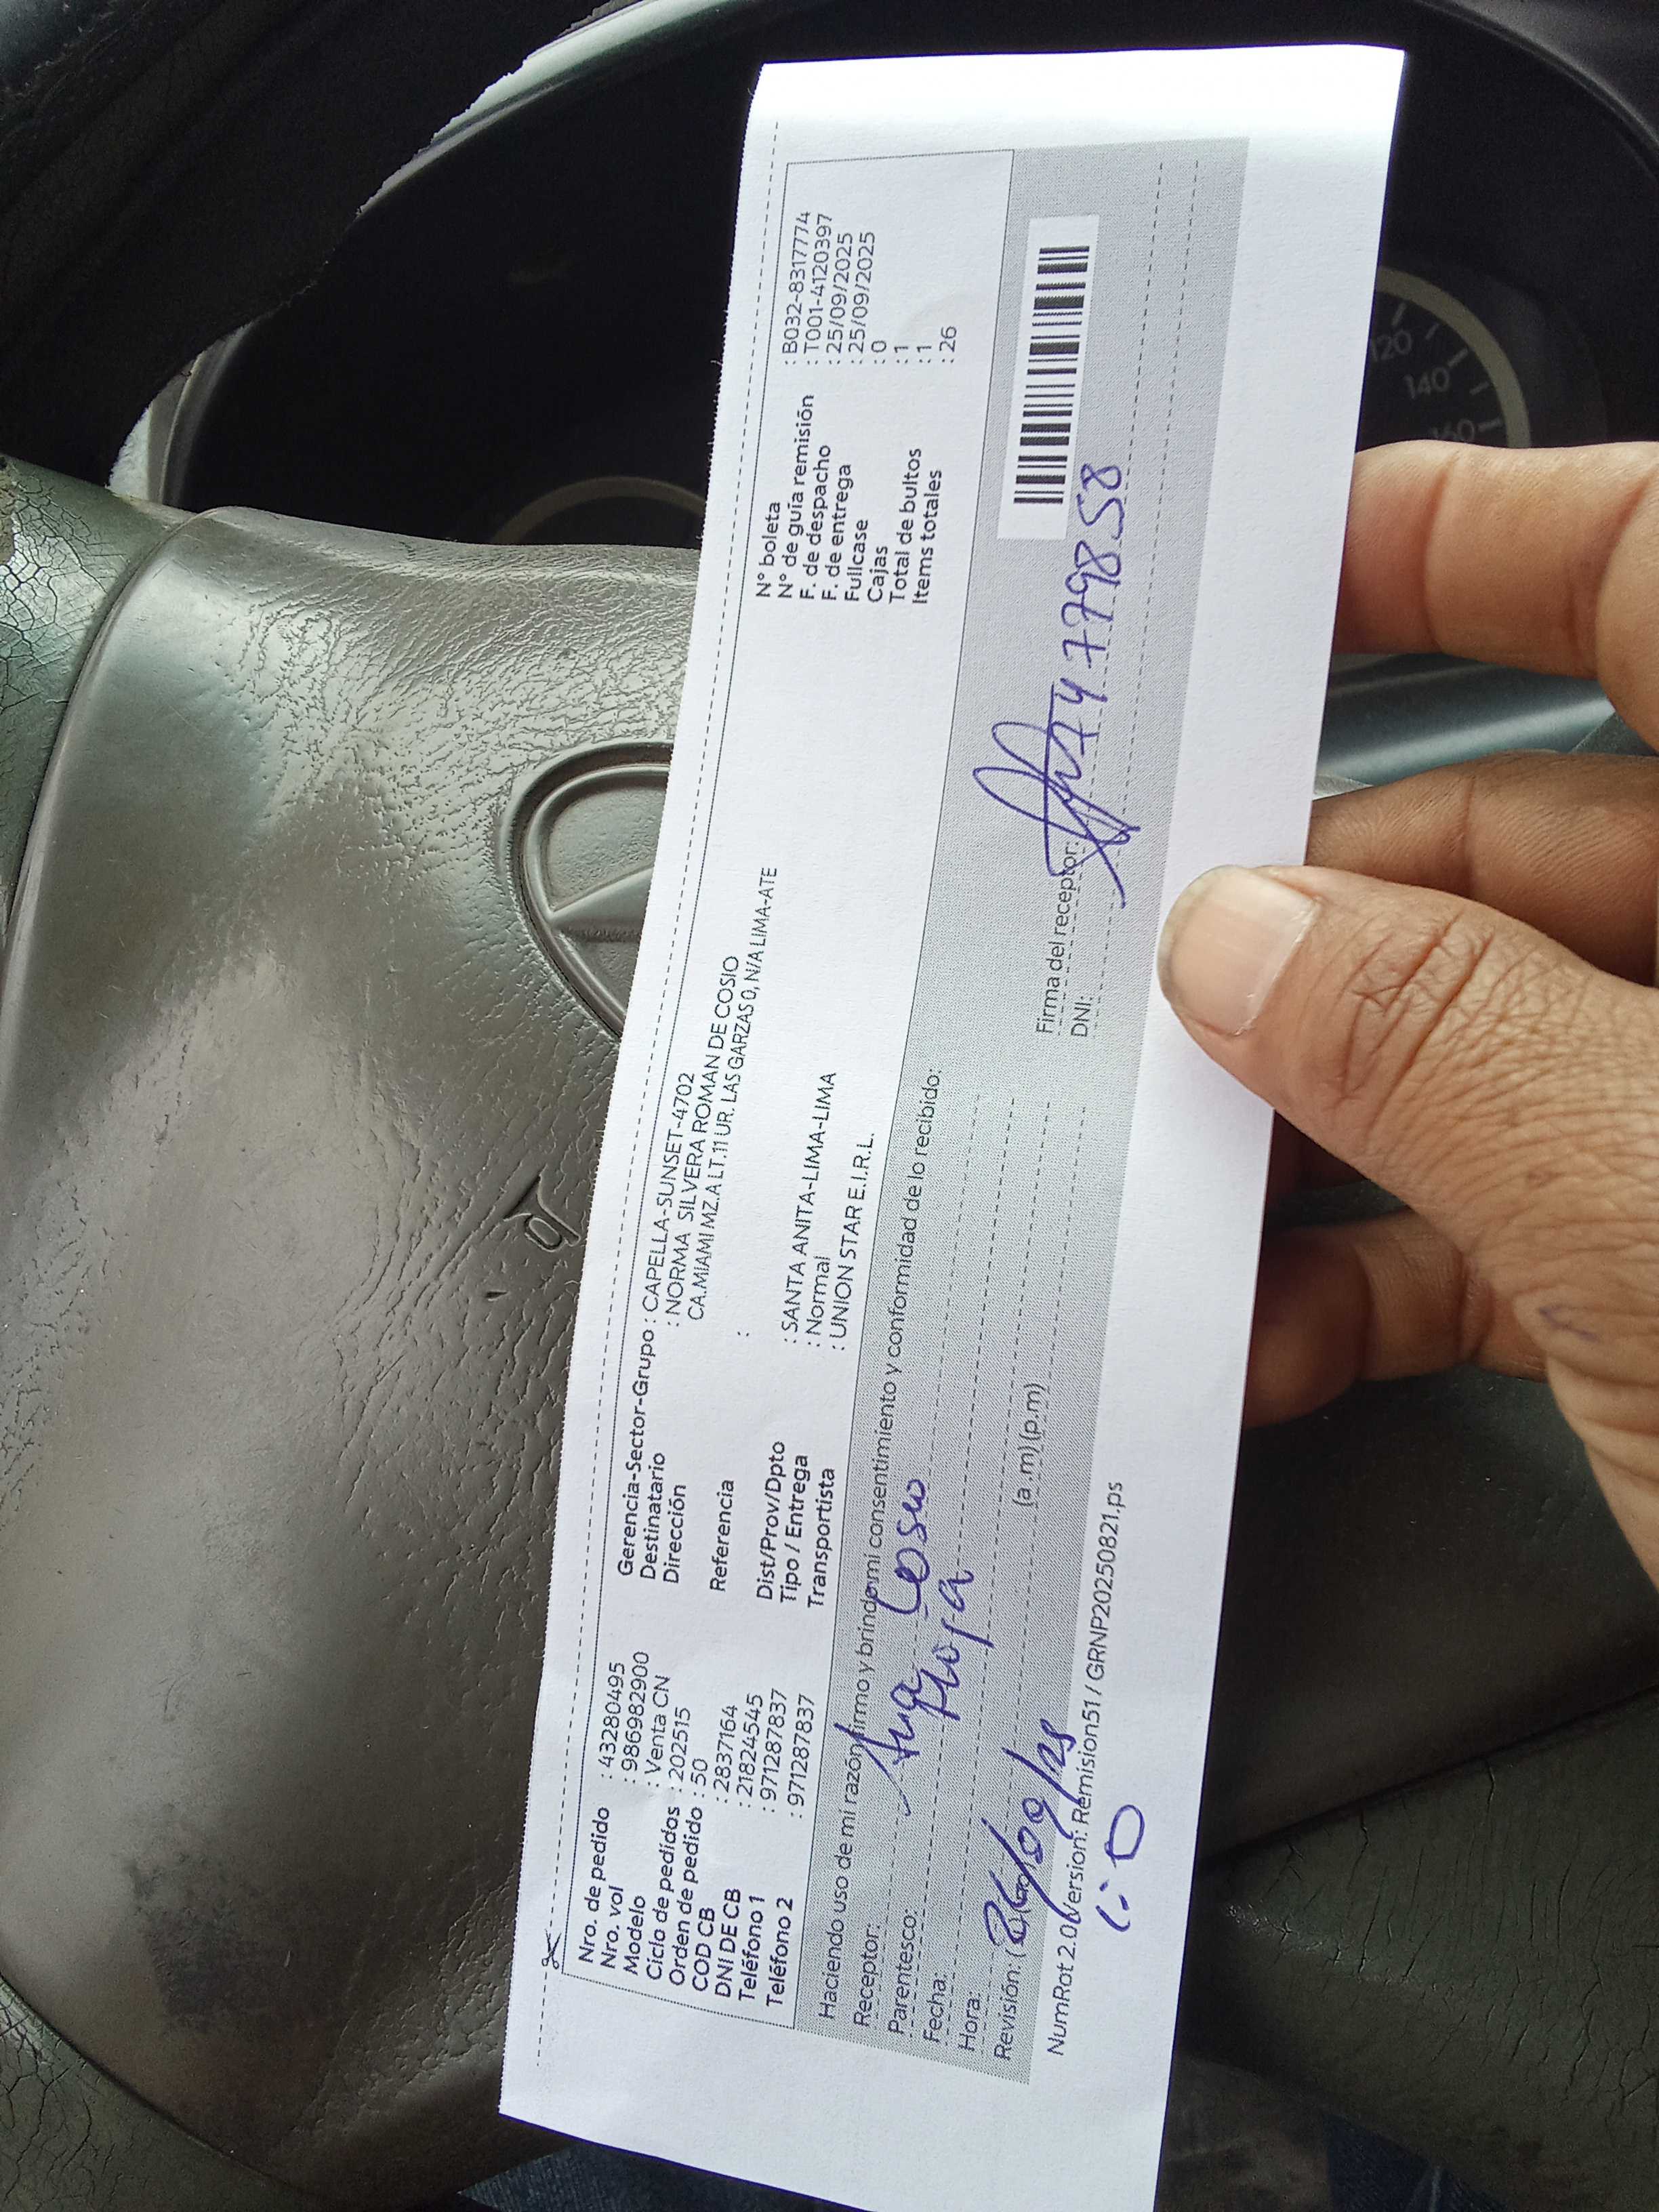 Nro. de pedido : 43280495
Nro. vol : 986982900
Modelo : Venta CN
Ciclo de pedidos : 202515
Orden de pedido : 50
COD CB : 2837164
DNI DE CB : 21824545
Teléfono 1 : 971287837
Teléfono 2 : 971287837
Gerencia-Sector-Grupo : CAPELLA-SUNSET-4702
Destinatario : NORMA SILVERA ROMAN DE COSIO
Dirección CA.MIAMI MZ.A LT.11 UR. LAS GARZAS 0, N/A LIMA-ATE
Referencia :
Dist/Prov/Dpto : SANTA ANITA-LIMA-LIMA
Tipo / Entrega : Normal
Transportista : UNION STAR E.I.R.L.
N° boleta : B032-8317774
N° de guía remisión : T001-4120397
F. de despacho : 25/09/2025
F. de entrega : 25/09/2025
Fullcase : 0
Cajas : 1
Total de bultos : 1
Items totales : 26
Haciendo uso de mi razón firmo y brindo mi consentimiento y conformidad de lo recibido:
Receptor: Cosio
Parentesco:
Fecha: 26/09/25
Hora: (a.m) (p.m)
Revisión: (
Firma del receptor:
DNI:
NumRot 2.0 Version: Remision51 / GRNP20250821.ps
120
140
160